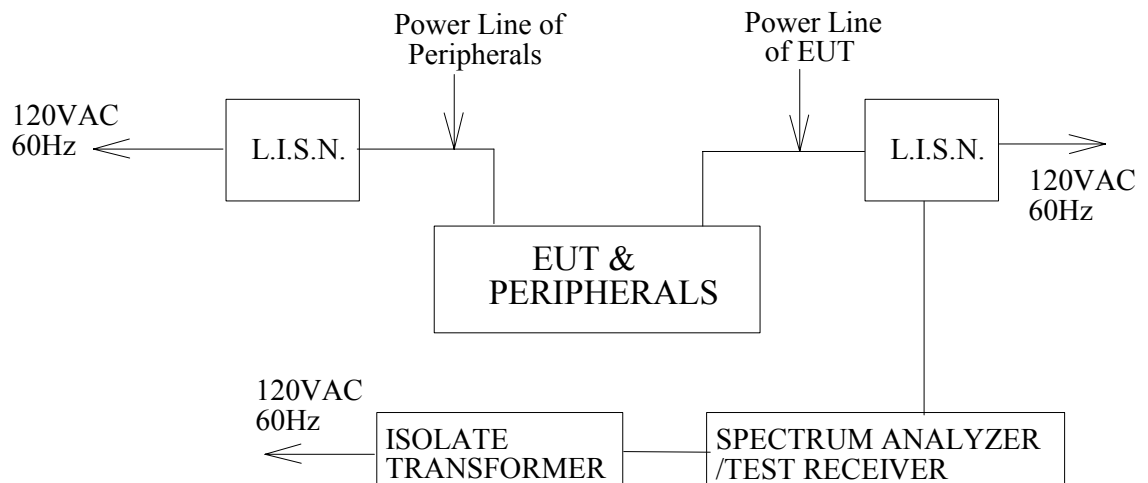 Power Line of
Peripherals
Power Line
of EUT
120VAC
60Hz
L.I.S.N.
L.I.S.N.
120VAC
60Hz
EUT &
PERIPHERALS
120VAC
60Hz
ISOLATE
TRANSFORMER
SPECTRUM ANALYZER
/TEST RECEIVER